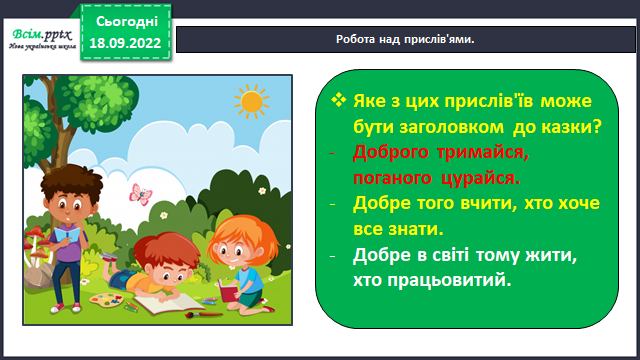 Всім.pptx
Нова українська школа
Сьогодні
18.09.2022
Робота над прислів'ями.
❖ Яке з цих прислів'їв може
бути заголовком до казки?
- Доброго тримайся,
поганого цурайся.
- Добре того вчити, хто хоче
все знати.
- Добре в світі тому жити,
хто працьовитий.